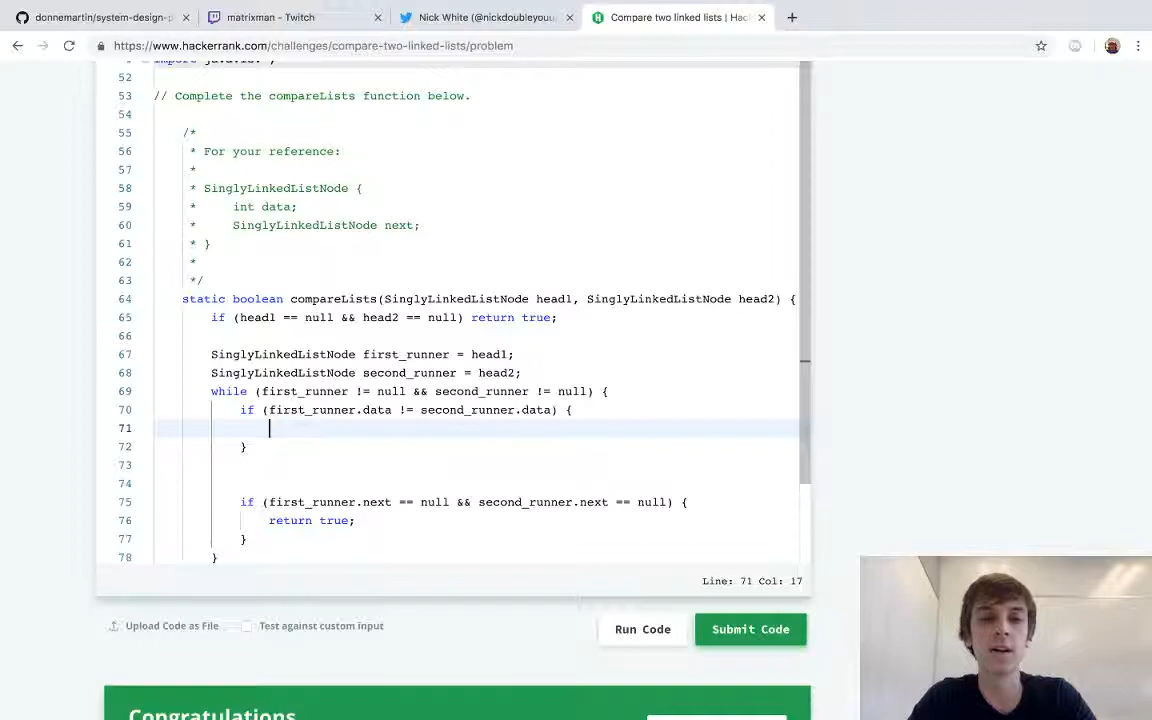 donnemartin/system-design-p
matrixman - Twitch
Nick White (@nickdoubleyouu
Compare two linked lists | Hac
https://www.hackerrank.com/challenges/compare-two-linked-lists/problem
52
53 // Complete the compareLists function below.
54
55 /*
56 * For your reference:
57 *
58 * SinglyLinkedListNode {
59 *     int data;
60 *     SinglyLinkedListNode next;
61 * }
62 *
63 */
64 static boolean compareLists(SinglyLinkedListNode head1, SinglyLinkedListNode head2) {
65 if (head1 == null && head2 == null) return true;
66
67 SinglyLinkedListNode first_runner = head1;
68 SinglyLinkedListNode second_runner = head2;
69 while (first_runner != null && second_runner != null) {
70 if (first_runner.data != second_runner.data) {
71
72 }
73
74
75 if (first_runner.next == null && second_runner.next == null) {
76 return true;
77 }
78 }
Line: 71 Col: 17
Upload Code as File
Test against custom input
Run Code
Submit Code
Congratulations